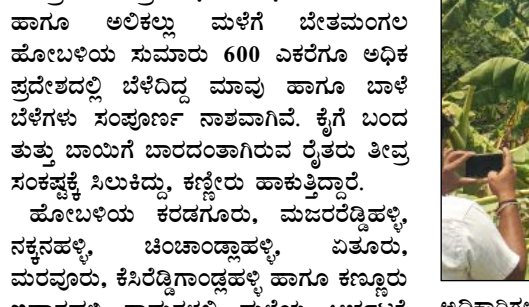 ಹಾಗೂ ಅಲಿಕಲ್ಲು ಮಳೆಗೆ ಬೇತಮಂಗಲ
ಹೋಬಳಿಯ ಸುಮಾರು 600 ಎಕರೆಗೂ ಅಧಿಕ
ಪ್ರದೇಶದಲ್ಲಿ ಬೆಳೆದಿದ್ದ ಮಾವು ಹಾಗೂ ಬಾಳೆ
ಬೆಳೆಗಳು ಸಂಪೂರ್ಣ ನಾಶವಾಗಿವೆ. ಕೈಗೆ ಬಂದ
ತುತ್ತು ಬಾಯಿಗೆ ಬಾರದಂತಾಗಿರುವ ರೈತರು ತೀವ್ರ
ಸಂಕಷ್ಟಕ್ಕೆ ಸಿಲುಕಿದ್ದು, ಕಣ್ಣೀರು ಹಾಕುತ್ತಿದ್ದಾರೆ.
ಹೋಬಳಿಯ ಕರಡಗೂರು, ಮಜರರೆಡ್ಡಿಹಳ್ಳಿ,
ನಕ್ಕನಹಳ್ಳಿ, ಚಿಂಚಾಂಡ್ಲಾಹಳ್ಳಿ, ಏತೂರು,
ಮರವೂರು, ಕೆಸಿರೆಡ್ಡಿಗಾಂಡ್ಲಹಳ್ಳಿ ಹಾಗೂ ಕಣ್ಣೂರು